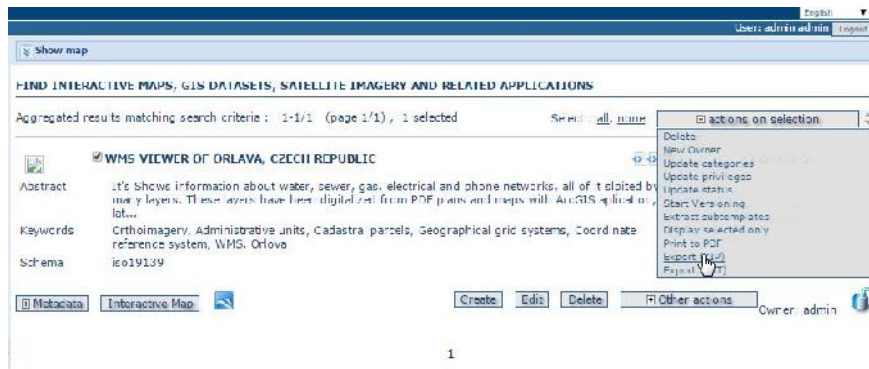 English
User: admin admin Logout
Show map
FIND INTERACTIVE MAPS, GIS DATASETS, SATELLITE IMAGERY AND RELATED APPLICATIONS
Aggregated results matching search criteria : 1-1/1 (page 1/1) , 1 selected
Select : all, none
actions on selection
Delete
New Owner
Update categories
Update privileges
Update status
Start Versioning
Extract subtemplates
Display selected only
Print to PDF
Export (ZIP)
Export
WMS VIEWER OF ORLAVA, CZECH REPUBLIC
Abstract It's Shows information about water, sewer, gas, electrical and phone networks, all of it slpited by
many layers. These layers have been digitalized from PDF plans and maps with ArcGIS aplication,
lat...
Keywords Orthoimagery, Administrative units, Cadastral parcels, Geographical grid systems, Coordinate
reference system, WMS, Orlova
Schema iso19139
Metadata Interactive Map Create Edit Delete Other actions
Owner: admin
1